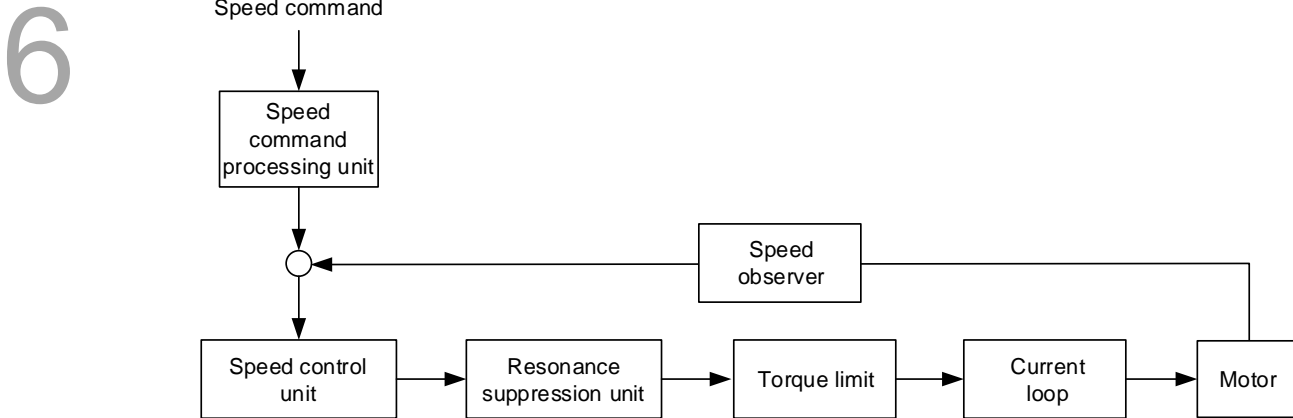 6
Speed command
Speed
command
processing unit
Speed
observer
Speed control
unit
Resonance
suppression unit
Torque limit
Current
loop
Motor